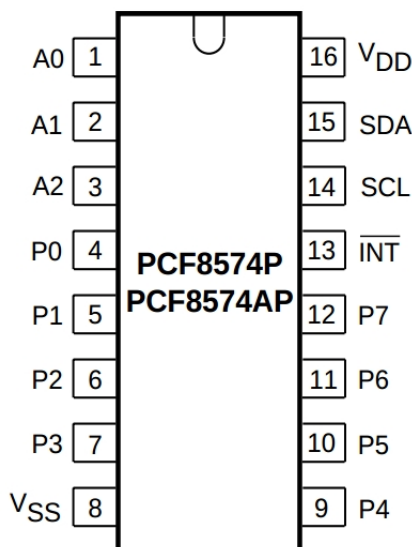 A0 1 16 VDD
A1 2 15 SDA
A2 3 14 SCL
P0 4 13 INT
PCF8574P
PCF8574AP
P1 5 12 P7
P2 6 11 P6
P3 7 10 P5
VSS 8 9 P4